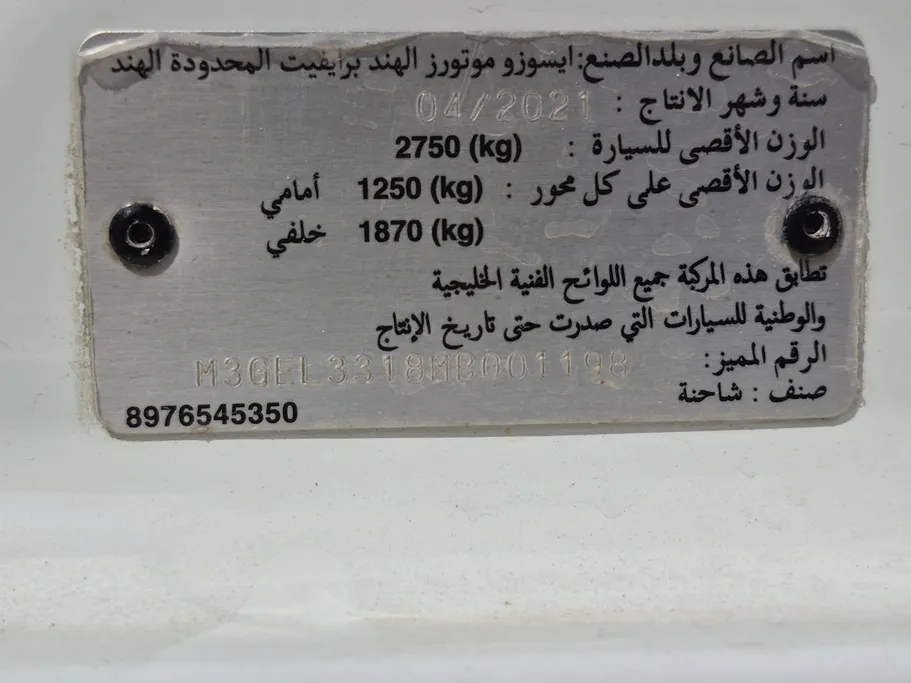 اسم الصانع وبلدالصنع:ايسوزو موتورز الهند برايفيت المحدودة الهند
سنة وشهر الانتاج : 04/2021
الوزن الأقصى للسيارة : 2750 (kg)
الوزن الأقصى على كل محور : 1250 (kg) أمامي
1870 (kg) خلفي
تطابق هذه المركبة جميع اللوائح الفنية الخليجية
والوطنية للسيارات التي صدرت حتى تاريخ الإنتاج
الرقم المميز: M3GEL3318MB001198
صنف : شاحنة
8976545350